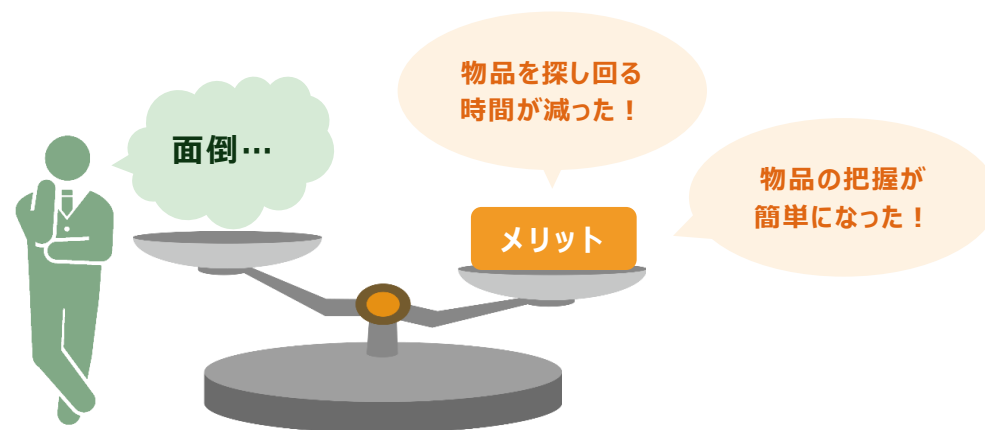 面倒…
物品を探し回る
時間が減った！
物品の把握が
簡単になった！
メリット